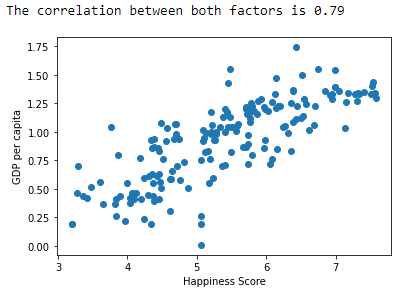 The correlation between both factors is 0.79
1.75
1.50
1.25
1.00
0.75
0.50
0.25
0.00
GDP per capita
3 4 5 6 7
Happiness Score